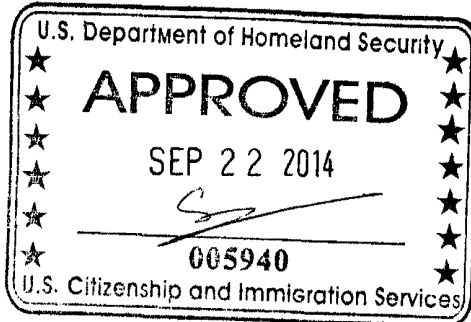 U.S. Department of Homeland Security
APPROVED
SEP 22 2014
005940
U.S. Citizenship and Immigration Services